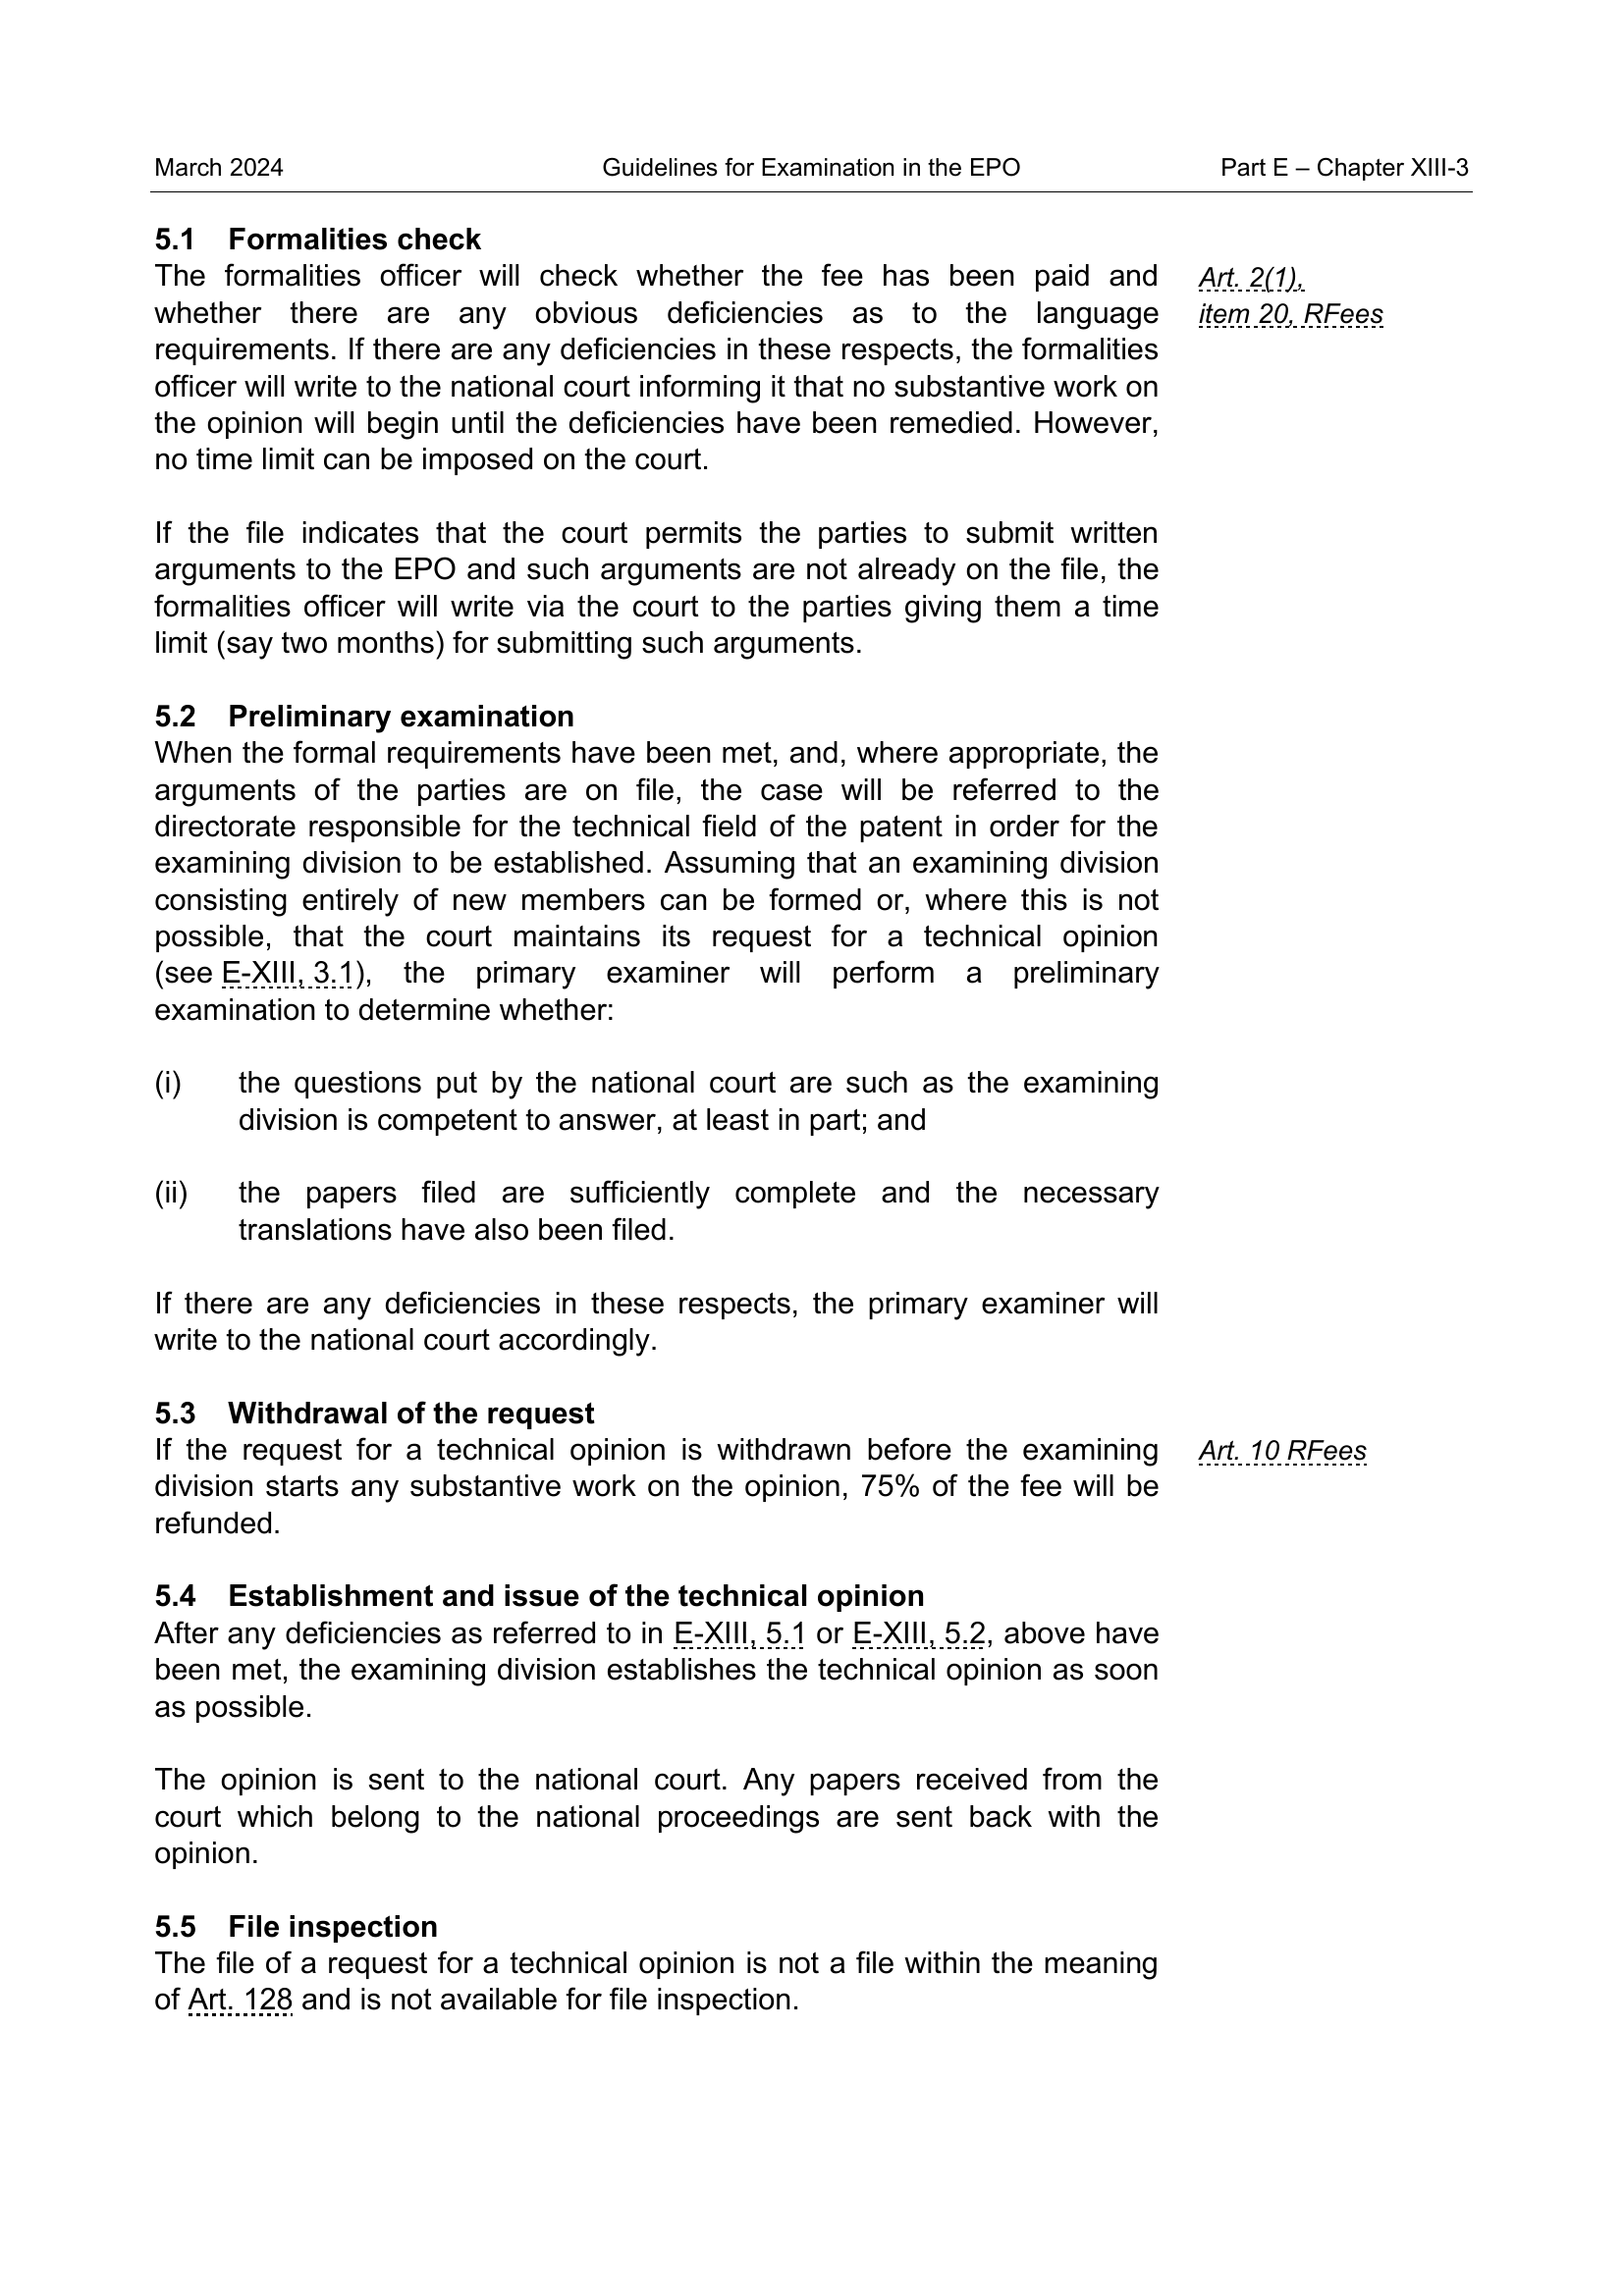 March 2024 Guidelines for Examination in the EPO Part E – Chapter XIII-3
5.1 Formalities check
The formalities officer will check whether the fee has been paid and
whether there are any obvious deficiencies as to the language
requirements. If there are any deficiencies in these respects, the formalities
officer will write to the national court informing it that no substantive work on
the opinion will begin until the deficiencies have been remedied. However,
no time limit can be imposed on the court.
Art. 2(1),
item 20, RFees
If the file indicates that the court permits the parties to submit written
arguments to the EPO and such arguments are not already on the file, the
formalities officer will write via the court to the parties giving them a time
limit (say two months) for submitting such arguments.
5.2 Preliminary examination
When the formal requirements have been met, and, where appropriate, the
arguments of the parties are on file, the case will be referred to the
directorate responsible for the technical field of the patent in order for the
examining division to be established. Assuming that an examining division
consisting entirely of new members can be formed or, where this is not
possible, that the court maintains its request for a technical opinion
(see E-XIII, 3.1), the primary examiner will perform a preliminary
examination to determine whether:
(i) the questions put by the national court are such as the examining
division is competent to answer, at least in part; and
(ii) the papers filed are sufficiently complete and the necessary
translations have also been filed.
If there are any deficiencies in these respects, the primary examiner will
write to the national court accordingly.
5.3 Withdrawal of the request
If the request for a technical opinion is withdrawn before the examining
division starts any substantive work on the opinion, 75% of the fee will be
refunded.
Art. 10 RFees
5.4 Establishment and issue of the technical opinion
After any deficiencies as referred to in E-XIII, 5.1 or E-XIII, 5.2, above have
been met, the examining division establishes the technical opinion as soon
as possible.
The opinion is sent to the national court. Any papers received from the
court which belong to the national proceedings are sent back with the
opinion.
5.5 File inspection
The file of a request for a technical opinion is not a file within the meaning
of Art. 128 and is not available for file inspection.